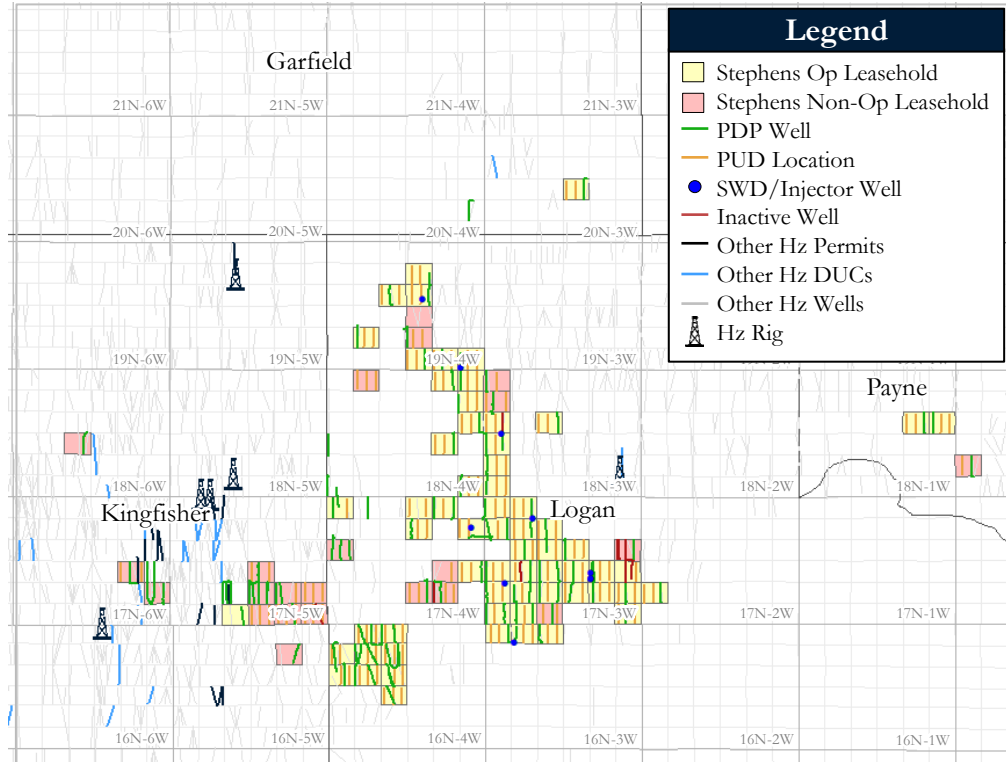 Garfield
21N-6W 21N-5W 21N-4W 21N-3W
20N-6W 20N-5W 20N-4W 20N-3W
19N-6W 19N-5W 19N-4W 19N-3W
Payne
18N-6W 18N-5W 18N-4W 18N-3W 18N-2W 18N-1W
Kingfisher
Logan
17N-6W 17N-5W 17N-4W 17N-3W 17N-2W 17N-1W
16N-6W 16N-5W 16N-4W 16N-3W 16N-2W 16N-1W
Legend
Stephens Op Leasehold
Stephens Non-Op Leasehold
PDP Well
PUD Location
SWD/Injector Well
Inactive Well
Other Hz Permits
Other Hz DUCs
Other Hz Wells
Hz Rig